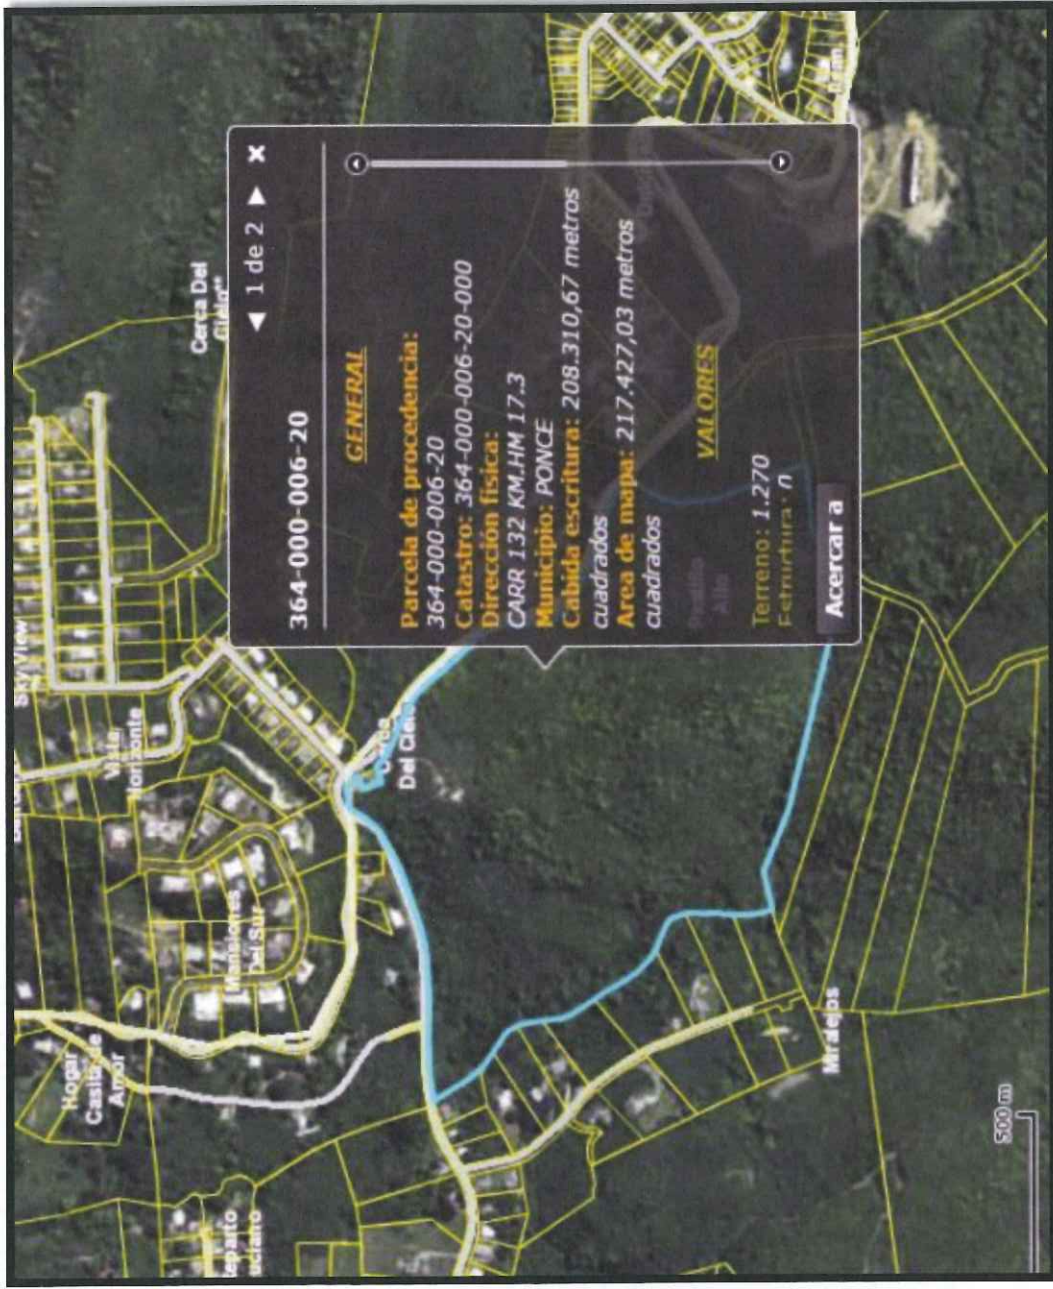 364-000-006-20
◀ 1 de 2 ▶ ×
GENERAL
Parcela de procedencia:
364-000-006-20
Catastro: 364-000-006-20-000
Dirección física:
CARR 132 KM.HM 17.3
Municipio: PONCE
Cabida escritura: 208.310,67 metros
cuadrados
Area de mapa: 217.427,03 metros
cuadrados
VALORES
Terreno: 1.270
Acercar a
Sky View
Vista
Horizonte
Cerca Del
Cielo**
Mansiones
Del Sur
Hogar
Casita de
Amor
Del Cielo
Miralejos
500 m